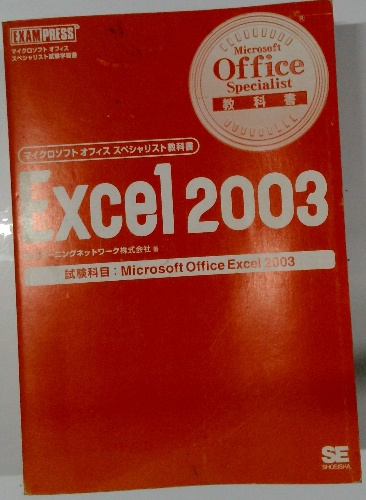 EXAMPRESS
マイクロソフト オフィス
スペシャリスト試験学習書
Microsoft
Office
Specialist
教科書
マイクロソフト オフィス スペシャリスト教科書
Excel 2003
ーニングネットワーク株式会社 著
試験科目：Microsoft Office Excel 2003
SE
SHOEISHA